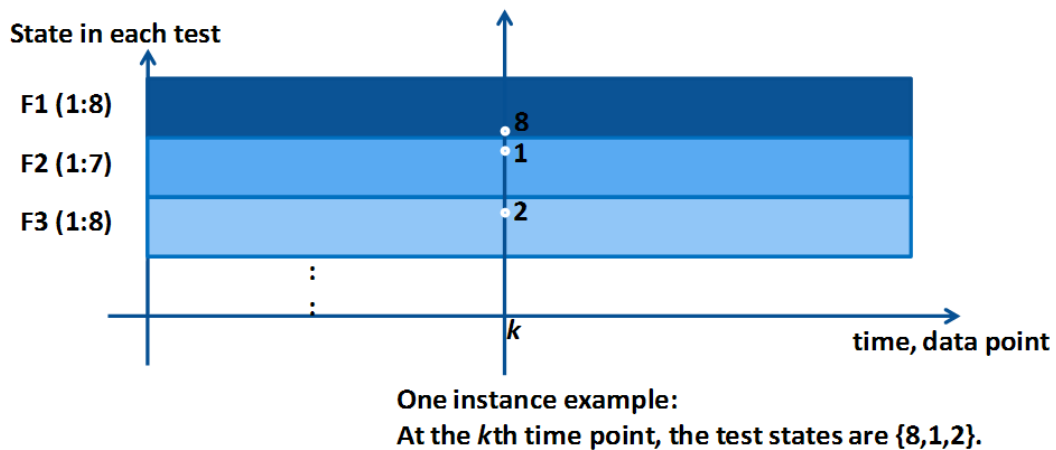 State in each test
F1 (1:8)
8
F2 (1:7)
1
F3 (1:8)
2
:
:
k
time, data point
One instance example:
At the kth time point, the test states are {8,1,2}.